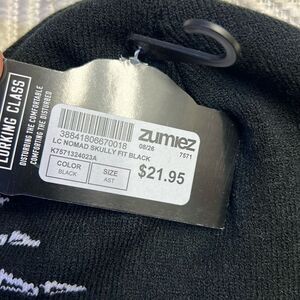 LURKING CLASS
DISTURBING THE COMFORTABLE
COMFORTING THE DISTURBED
38841806670018
zumiez
LC NOMAD SKULLY FIT BLACK
08/26
7571
K7571324023A
COLOR
BLACK
SIZE
AST
$21.95